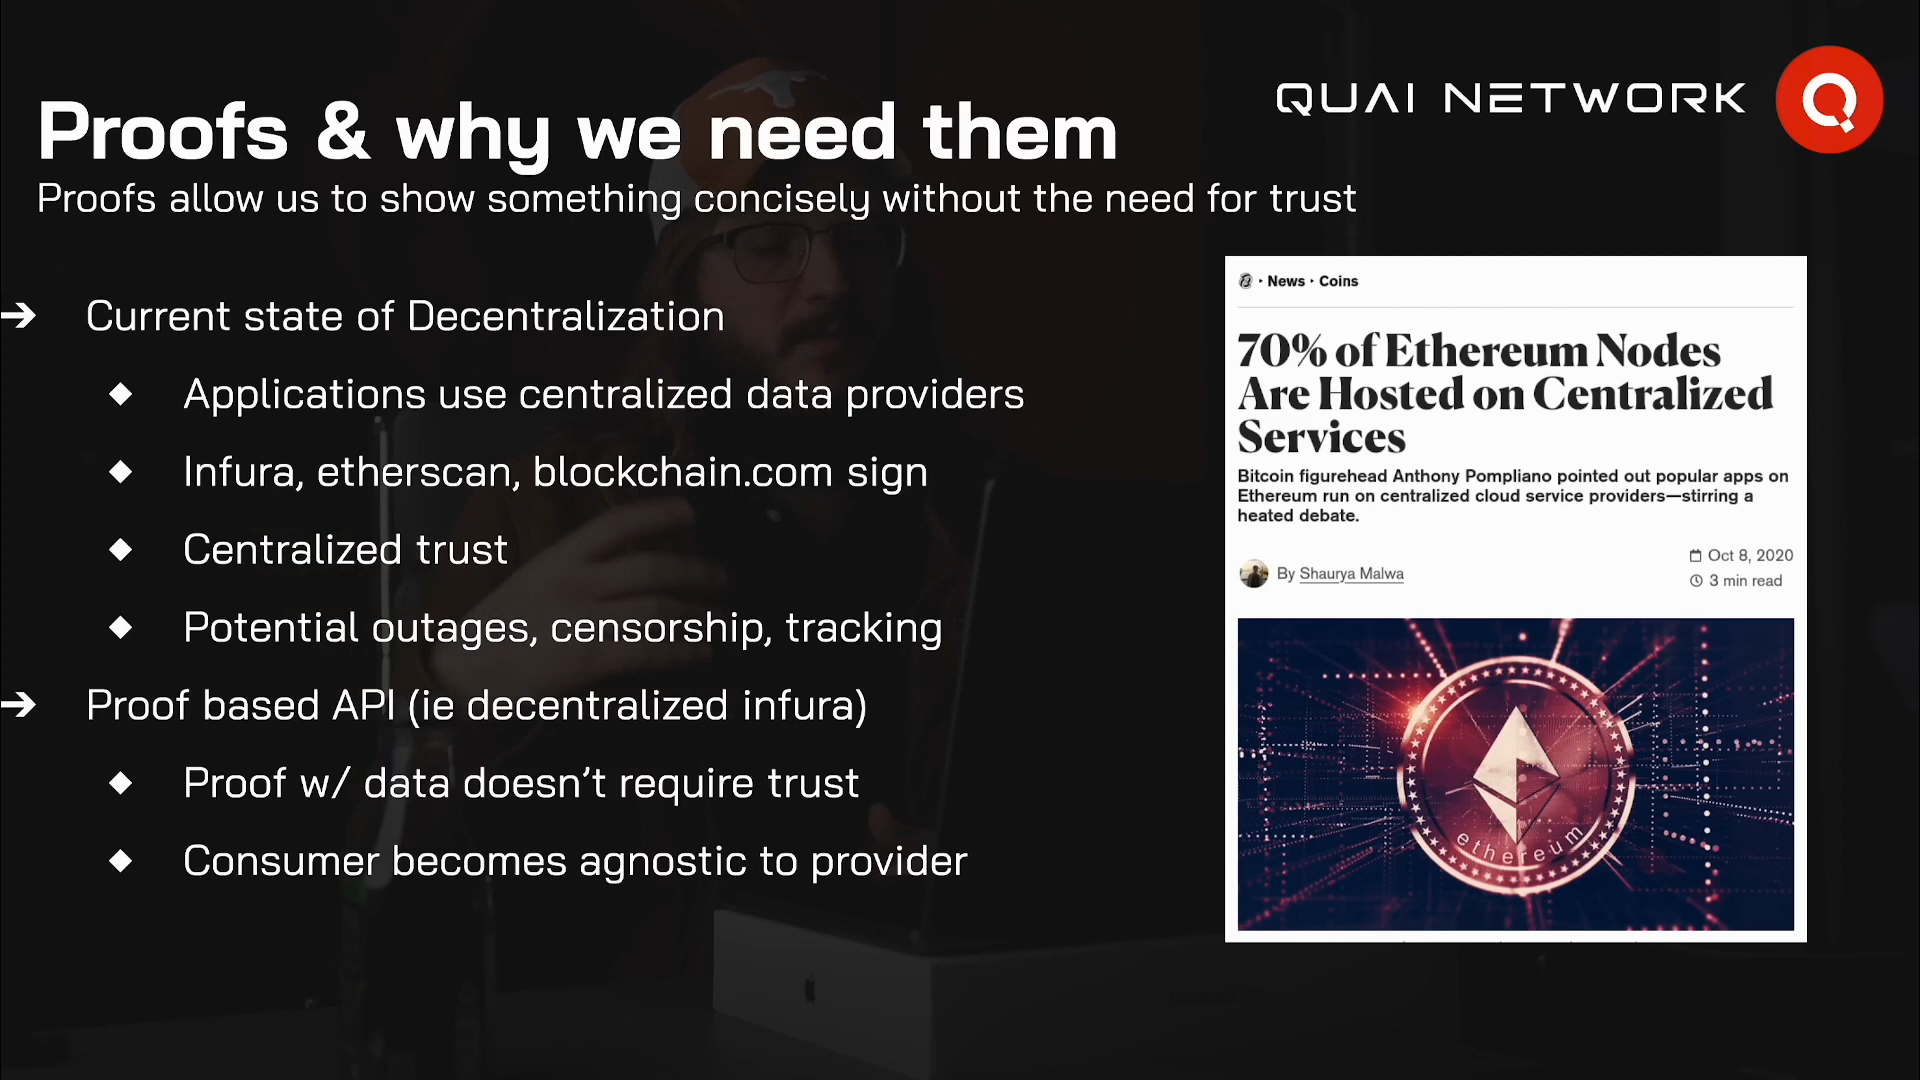 QUAI NETWORK
Proofs & why we need them
Proofs allow us to show something concisely without the need for trust
➔ Current state of Decentralization
◆ Applications use centralized data providers
◆ Infura, etherscan, blockchain.com sign
◆ Centralized trust
◆ Potential outages, censorship, tracking
➔ Proof based API (ie decentralized infura)
◆ Proof w/ data doesn’t require trust
◆ Consumer becomes agnostic to provider
· News · Coins
70% of Ethereum Nodes
Are Hosted on Centralized
Services
Bitcoin figurehead Anthony Pompliano pointed out popular apps on
Ethereum run on centralized cloud service providers—stirring a
heated debate.
By Shaurya Malwa
Oct 8, 2020
3 min read
ethereum